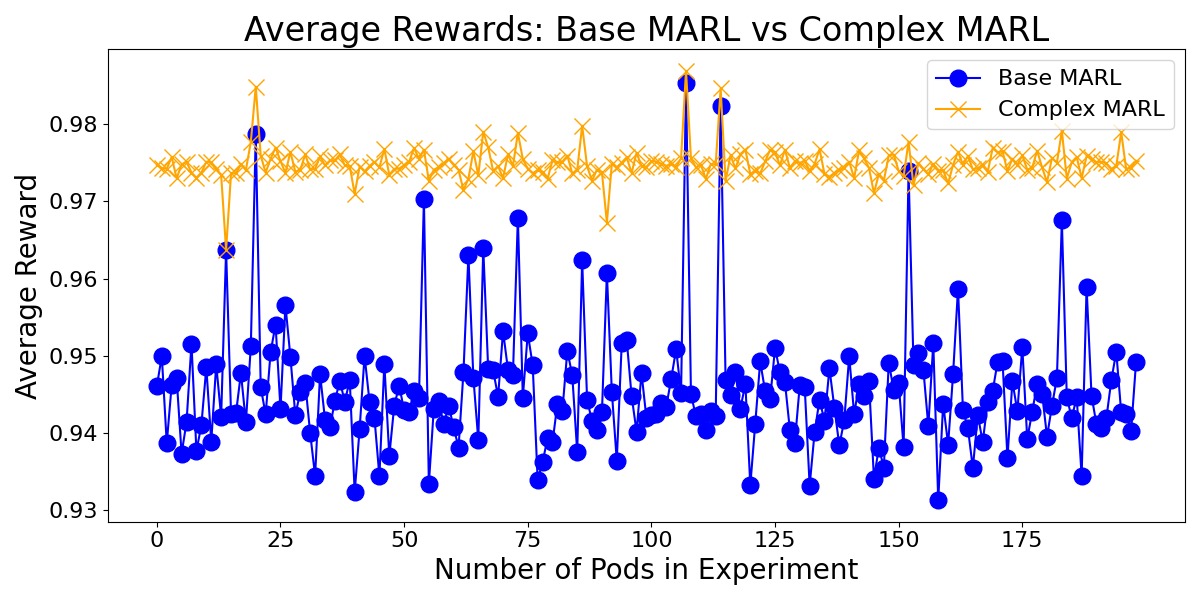 Average Rewards: Base MARL vs Complex MARL
Base MARL
Complex MARL
Average Reward
0.98
0.97
0.96
0.95
0.94
0.93
0 25 50 75 100 125 150 175
Number of Pods in Experiment